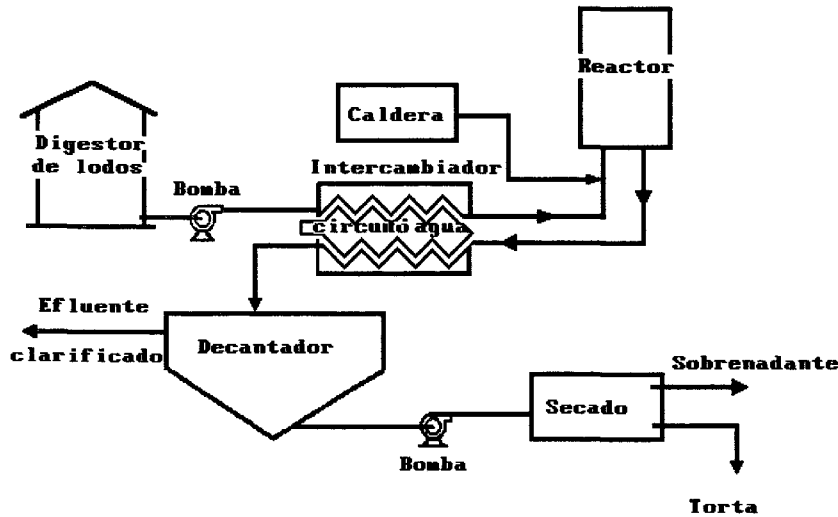 Reactor
Caldera
Digestor
de lodos
Intercambiador
Bomba
Efluente
clarificado
Decantador
Sobrenadante
Secado
Bomba
Torta